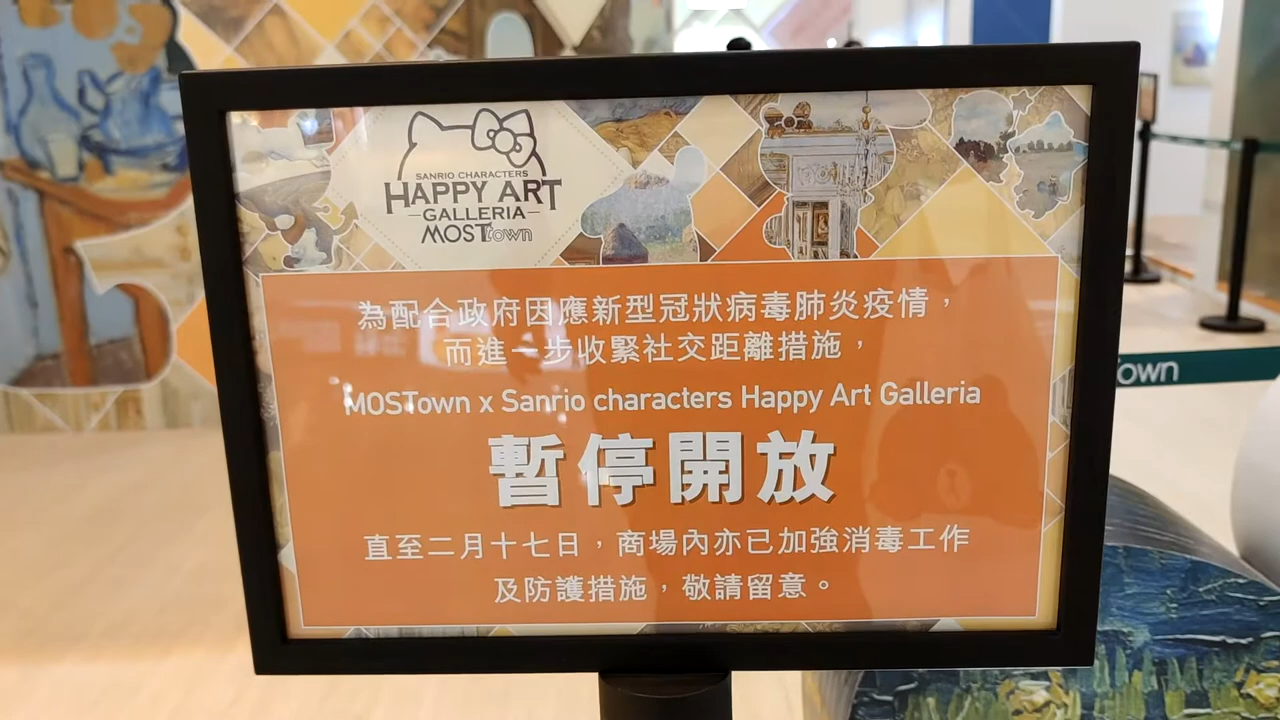 SANRIO CHARACTERS
HAPPY ART
GALLERIA
MOSTown
為配合政府因應新型冠狀病毒肺炎疫情，
而進一步收緊社交距離措施，
MOSTown x Sanrio characters Happy Art Galleria
暫停開放
直至二月十七日，商場內亦已加強消毒工作
及防護措施，敬請留意。
Town